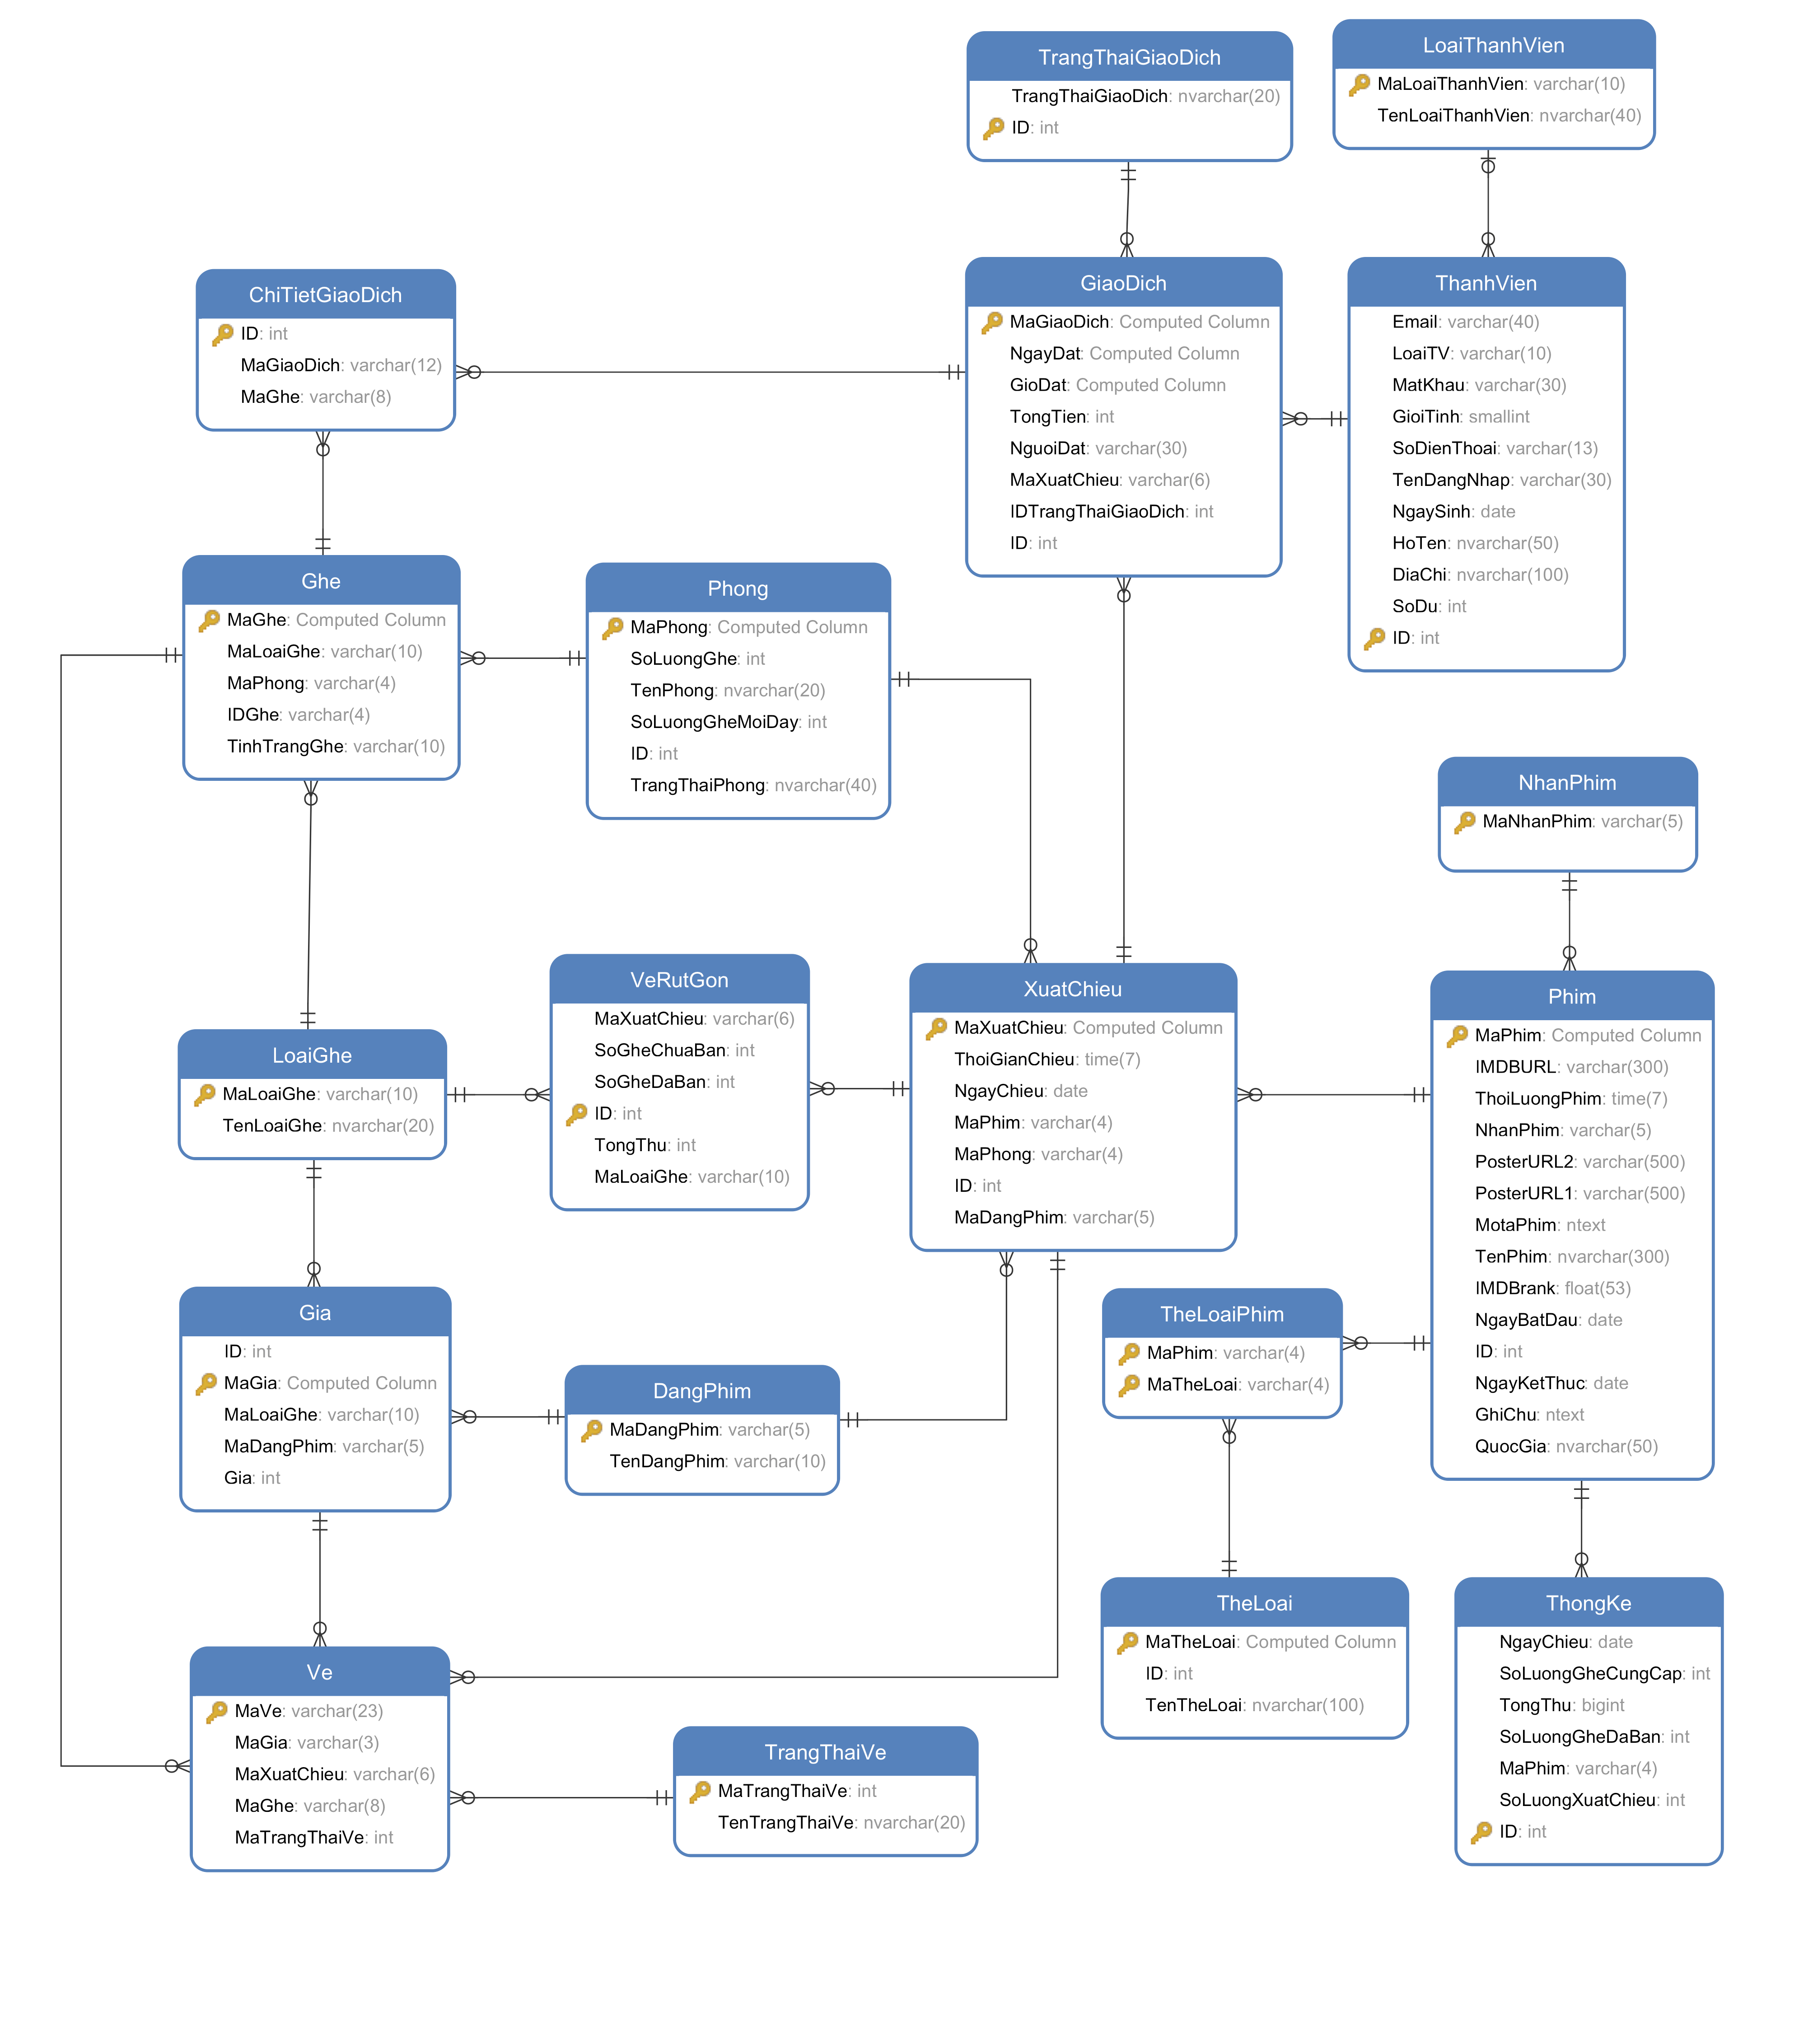 TrangThaiGiaoDich
TrangThaiGiaoDich: nvarchar(20)
ID: int
LoaiThanhVien
MaLoaiThanhVien: varchar(10)
TenLoaiThanhVien: nvarchar(40)
ChiTietGiaoDich
ID: int
MaGiaoDich: varchar(12)
MaGhe: varchar(8)
GiaoDich
MaGiaoDich: Computed Column
NgayDat: Computed Column
GioDat: Computed Column
TongTien: int
NguoiDat: varchar(30)
MaXuatChieu: varchar(6)
IDTrangThaiGiaoDich: int
ID: int
ThanhVien
Email: varchar(40)
LoaiTV: varchar(10)
MatKhau: varchar(30)
GioiTinh: smallint
SoDienThoai: varchar(13)
TenDangNhap: varchar(30)
NgaySinh: date
HoTen: nvarchar(50)
DiaChi: nvarchar(100)
SoDu: int
ID: int
Ghe
MaGhe: Computed Column
MaLoaiGhe: varchar(10)
MaPhong: varchar(4)
IDGhe: varchar(4)
TinhTrangGhe: varchar(10)
Phong
MaPhong: Computed Column
SoLuongGhe: int
TenPhong: nvarchar(20)
SoLuongGheMoiDay: int
ID: int
TrangThaiPhong: nvarchar(40)
NhanPhim
MaNhanPhim: varchar(5)
LoaiGhe
MaLoaiGhe: varchar(10)
TenLoaiGhe: nvarchar(20)
VeRutGon
MaXuatChieu: varchar(6)
SoGheChuaBan: int
SoGheDaBan: int
ID: int
TongThu: int
MaLoaiGhe: varchar(10)
XuatChieu
MaXuatChieu: Computed Column
ThoiGianChieu: time(7)
NgayChieu: date
MaPhim: varchar(4)
MaPhong: varchar(4)
ID: int
MaDangPhim: varchar(5)
Phim
MaPhim: Computed Column
IMDBURL: varchar(300)
ThoiLuongPhim: time(7)
NhanPhim: varchar(5)
PosterURL2: varchar(500)
PosterURL1: varchar(500)
MotaPhim: ntext
TenPhim: nvarchar(300)
IMDBrank: float(53)
NgayBatDau: date
ID: int
NgayKetThuc: date
GhiChu: ntext
QuocGia: nvarchar(50)
Gia
ID: int
MaGia: Computed Column
MaLoaiGhe: varchar(10)
MaDangPhim: varchar(5)
Gia: int
DangPhim
MaDangPhim: varchar(5)
TenDangPhim: varchar(10)
TheLoaiPhim
MaPhim: varchar(4)
MaTheLoai: varchar(4)
TheLoai
MaTheLoai: Computed Column
ID: int
TenTheLoai: nvarchar(100)
ThongKe
NgayChieu: date
SoLuongGheCungCap: int
TongThu: bigint
SoLuongGheDaBan: int
MaPhim: varchar(4)
SoLuongXuatChieu: int
ID: int
Ve
MaVe: varchar(23)
MaGia: varchar(3)
MaXuatChieu: varchar(6)
MaGhe: varchar(8)
MaTrangThaiVe: int
TrangThaiVe
MaTrangThaiVe: int
TenTrangThaiVe: nvarchar(20)